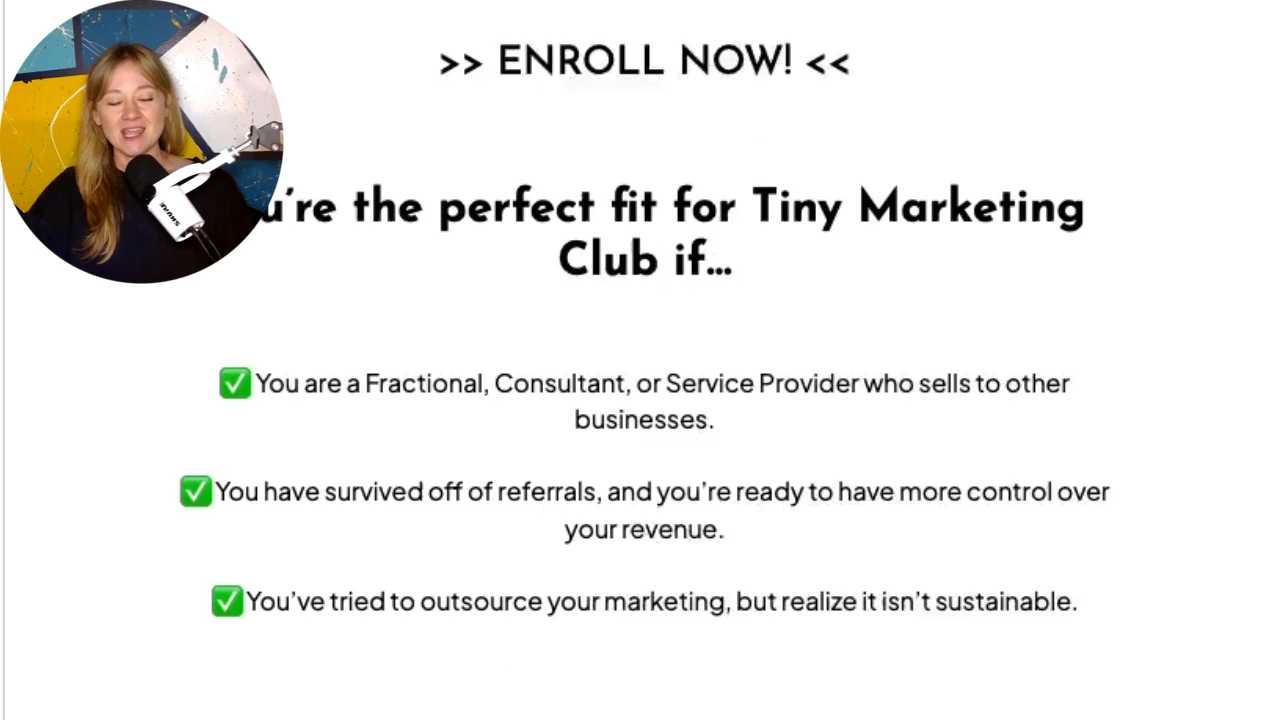 >> ENROLL NOW! <<
u're the perfect fit for Tiny Marketing
Club if...
✅You are a Fractional, Consultant, or Service Provider who sells to other
businesses.
✅You have survived off of referrals, and you're ready to have more control over
your revenue.
✅You've tried to outsource your marketing, but realize it isn't sustainable.
SHURE